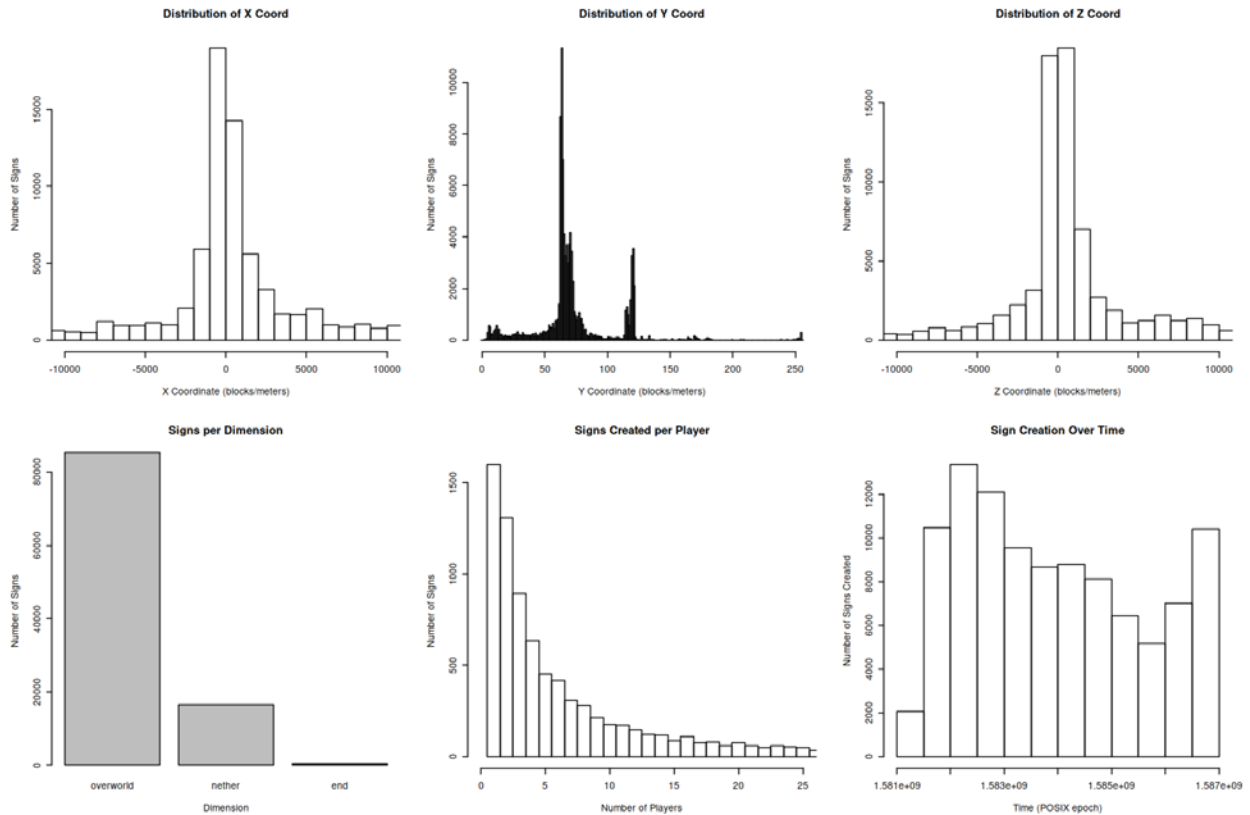 Distribution of X Coord
Number of Signs
0
5000
10000
15000
-10000
-5000
0
5000
10000
X Coordinate (blocks/meters)
Distribution of Y Coord
Number of Signs
0
2000
4000
6000
8000
10000
0
50
100
150
200
250
Y Coordinate (blocks/meters)
Distribution of Z Coord
Number of Signs
0
5000
10000
15000
-10000
-5000
0
5000
10000
Z Coordinate (blocks/meters)
Signs per Dimension
Number of Signs
0
20000
40000
60000
80000
overworld
nether
end
Dimension
Signs Created per Player
Number of Signs
0
500
1000
1500
0
5
10
15
20
25
Number of Players
Sign Creation Over Time
Number of Signs Created
0
2000
4000
6000
8000
10000
12000
1.581e+09
1.583e+09
1.585e+09
1.587e+09
Time (POSIX epoch)